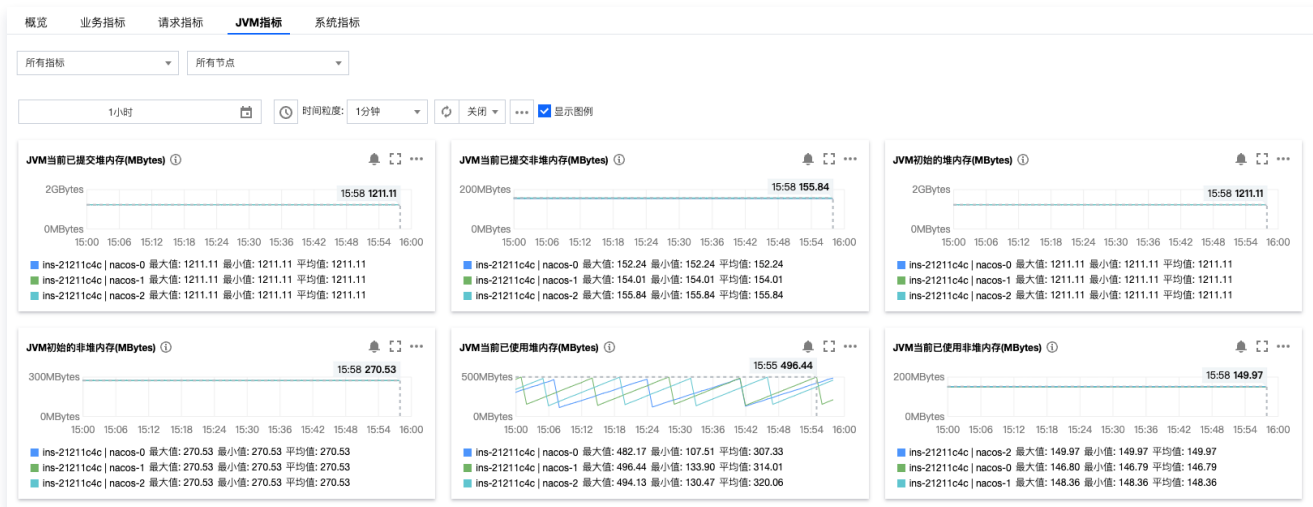 概览 业务指标 请求指标 JVM指标 系统指标
所有指标 所有节点
1小时 时间粒度: 1分钟 关闭 显示图例
JVM当前已提交堆内存(MBytes)
15:58 1211.11
2GBytes
0MBytes
15:00 15:06 15:12 15:18 15:24 15:30 15:36 15:42 15:48 15:54 16:00
ins-21211c4c | nacos-0 最大值: 1211.11 最小值: 1211.11 平均值: 1211.11
ins-21211c4c | nacos-1 最大值: 1211.11 最小值: 1211.11 平均值: 1211.11
ins-21211c4c | nacos-2 最大值: 1211.11 最小值: 1211.11 平均值: 1211.11
JVM当前已提交非堆内存(MBytes)
15:58 155.84
200MBytes
0MBytes
15:00 15:06 15:12 15:18 15:24 15:30 15:36 15:42 15:48 15:54 16:00
ins-21211c4c | nacos-0 最大值: 152.24 最小值: 152.24 平均值: 152.24
ins-21211c4c | nacos-1 最大值: 154.01 最小值: 154.01 平均值: 154.01
ins-21211c4c | nacos-2 最大值: 155.84 最小值: 155.84 平均值: 155.84
JVM初始的堆内存(MBytes)
15:58 1211.11
2GBytes
0MBytes
15:00 15:06 15:12 15:18 15:24 15:30 15:36 15:42 15:48 15:54 16:00
ins-21211c4c | nacos-0 最大值: 1211.11 最小值: 1211.11 平均值: 1211.11
ins-21211c4c | nacos-1 最大值: 1211.11 最小值: 1211.11 平均值: 1211.11
ins-21211c4c | nacos-2 最大值: 1211.11 最小值: 1211.11 平均值: 1211.11
JVM初始的非堆内存(MBytes)
15:58 270.53
300MBytes
0MBytes
15:00 15:06 15:12 15:18 15:24 15:30 15:36 15:42 15:48 15:54 16:00
ins-21211c4c | nacos-0 最大值: 270.53 最小值: 270.53 平均值: 270.53
ins-21211c4c | nacos-1 最大值: 270.53 最小值: 270.53 平均值: 270.53
ins-21211c4c | nacos-2 最大值: 270.53 最小值: 270.53 平均值: 270.53
JVM当前已使用堆内存(MBytes)
15:55 496.44
500MBytes
0MBytes
15:00 15:06 15:12 15:18 15:24 15:30 15:36 15:42 15:48 15:54 16:00
ins-21211c4c | nacos-0 最大值: 482.17 最小值: 107.51 平均值: 307.33
ins-21211c4c | nacos-1 最大值: 496.44 最小值: 133.90 平均值: 314.01
ins-21211c4c | nacos-2 最大值: 494.13 最小值: 130.47 平均值: 320.06
JVM当前已使用非堆内存(MBytes)
15:58 149.97
200MBytes
0MBytes
15:00 15:06 15:12 15:18 15:24 15:30 15:36 15:42 15:48 15:54 16:00
ins-21211c4c | nacos-2 最大值: 149.97 最小值: 149.97 平均值: 149.97
ins-21211c4c | nacos-0 最大值: 146.80 最小值: 146.79 平均值: 146.79
ins-21211c4c | nacos-1 最大值: 148.36 最小值: 148.36 平均值: 148.36